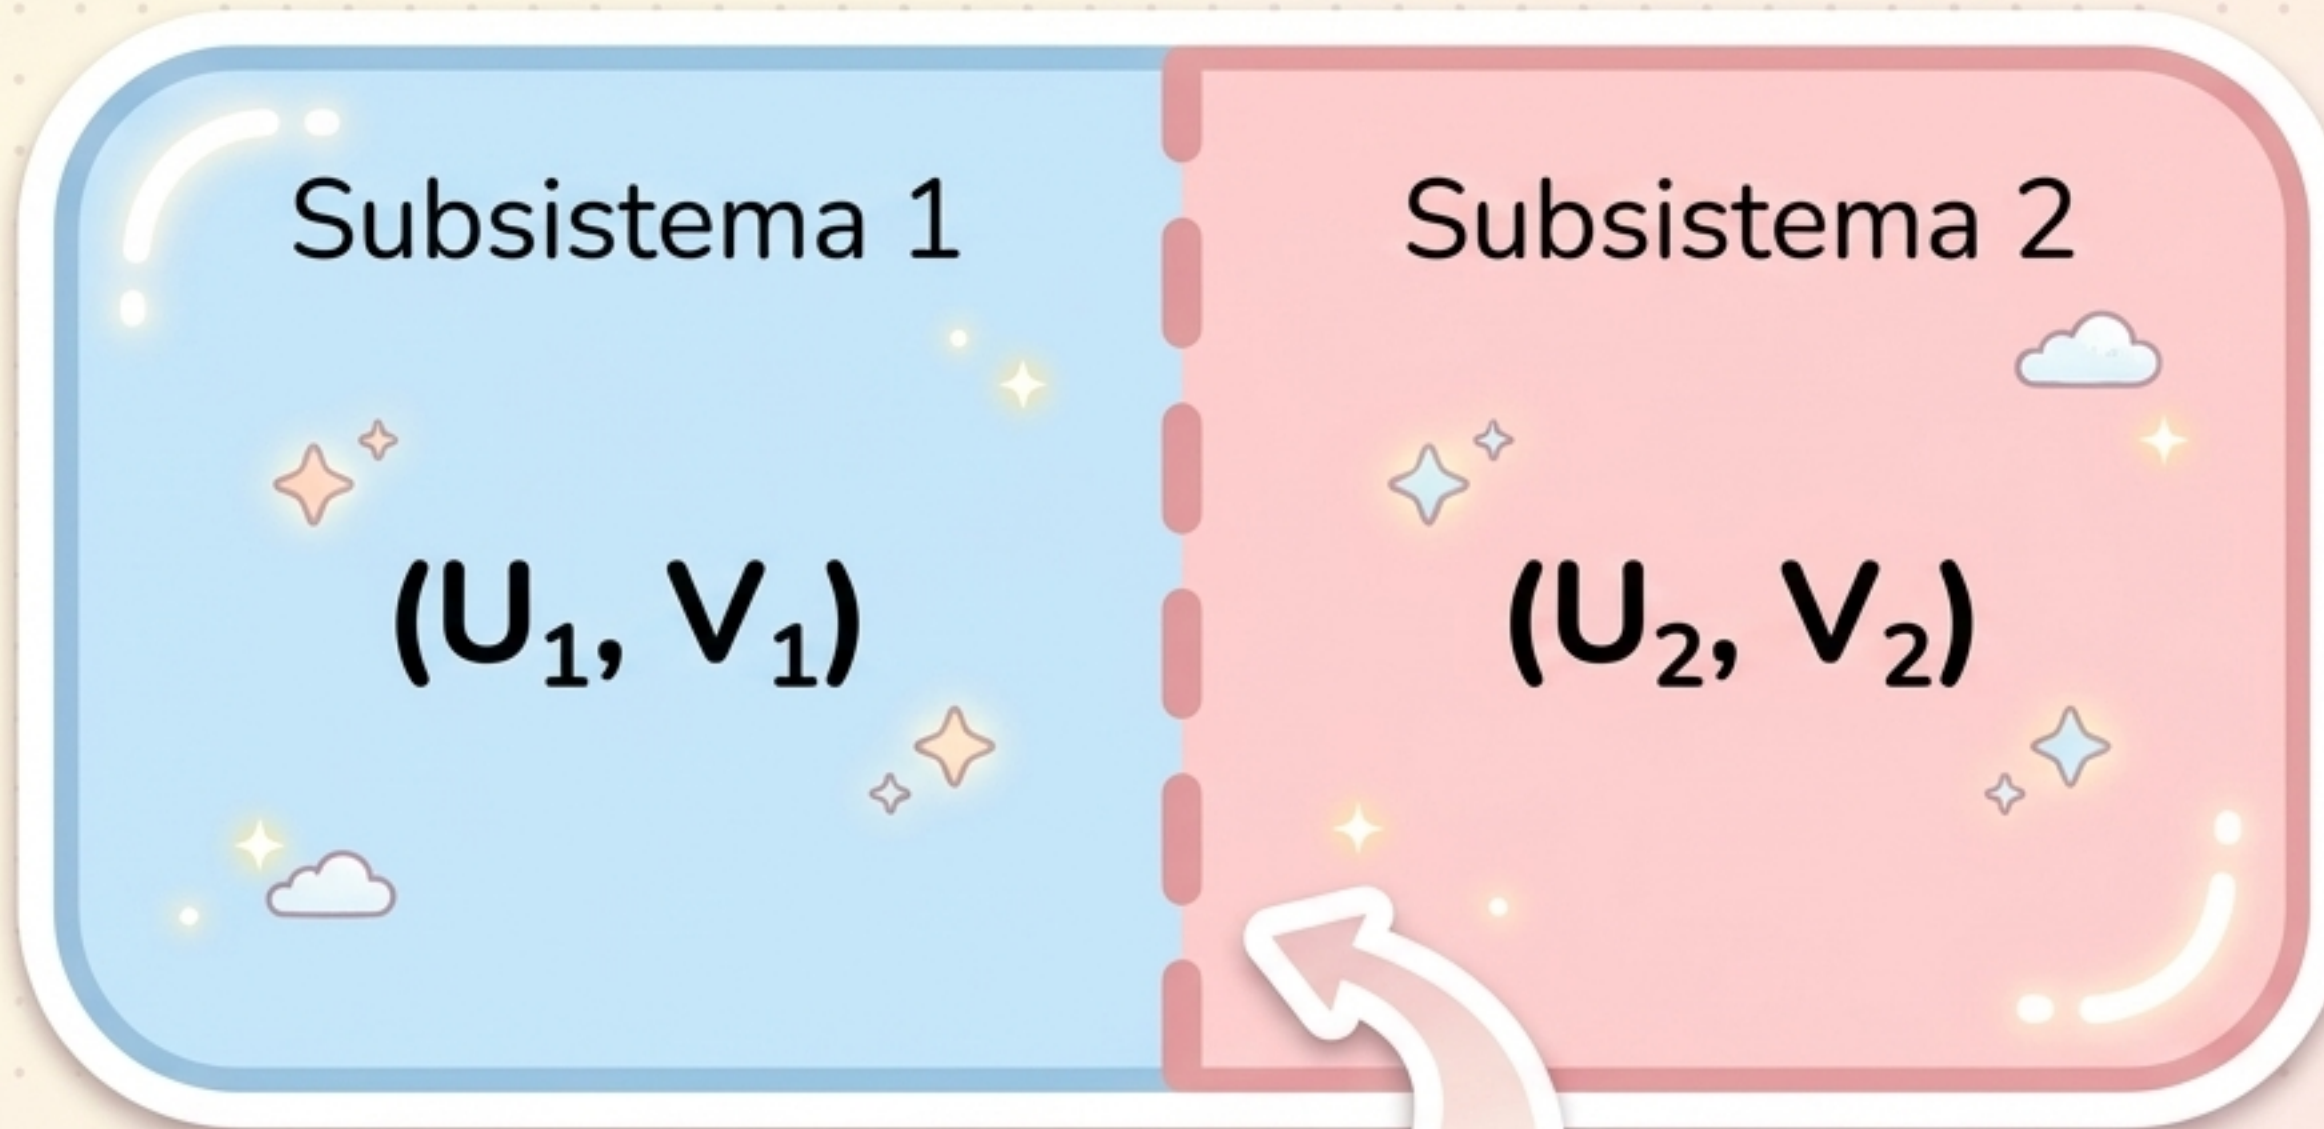 Subsistema 1
(U₁, V₁)
Subsistema 2
(U₂, V₂)